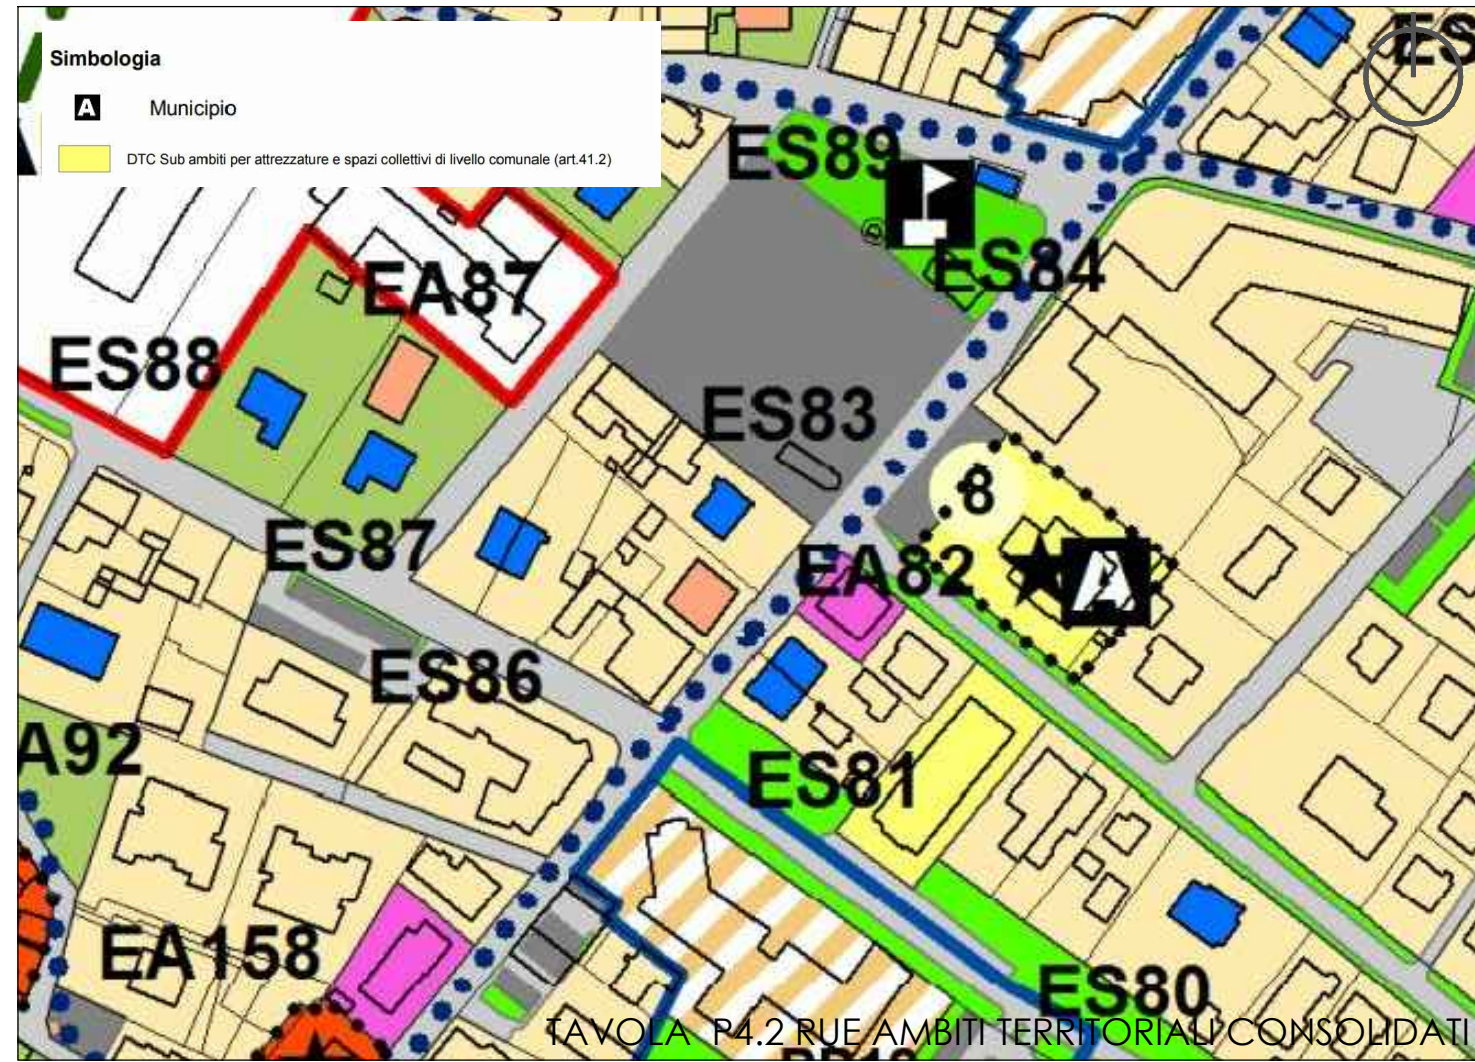 Simbologia
A Municipio
DTC Sub ambiti per attrezzature e spazi collettivi di livello comunale (art.41.2)
ES
ES89
ES84
EA87
ES88
ES83
8
ES87
EA82
A
ES86
A92
ES81
EA158
ES80
TAVOLA P4.2 RUE AMBITI TERRITORIALI CONSOLIDATI